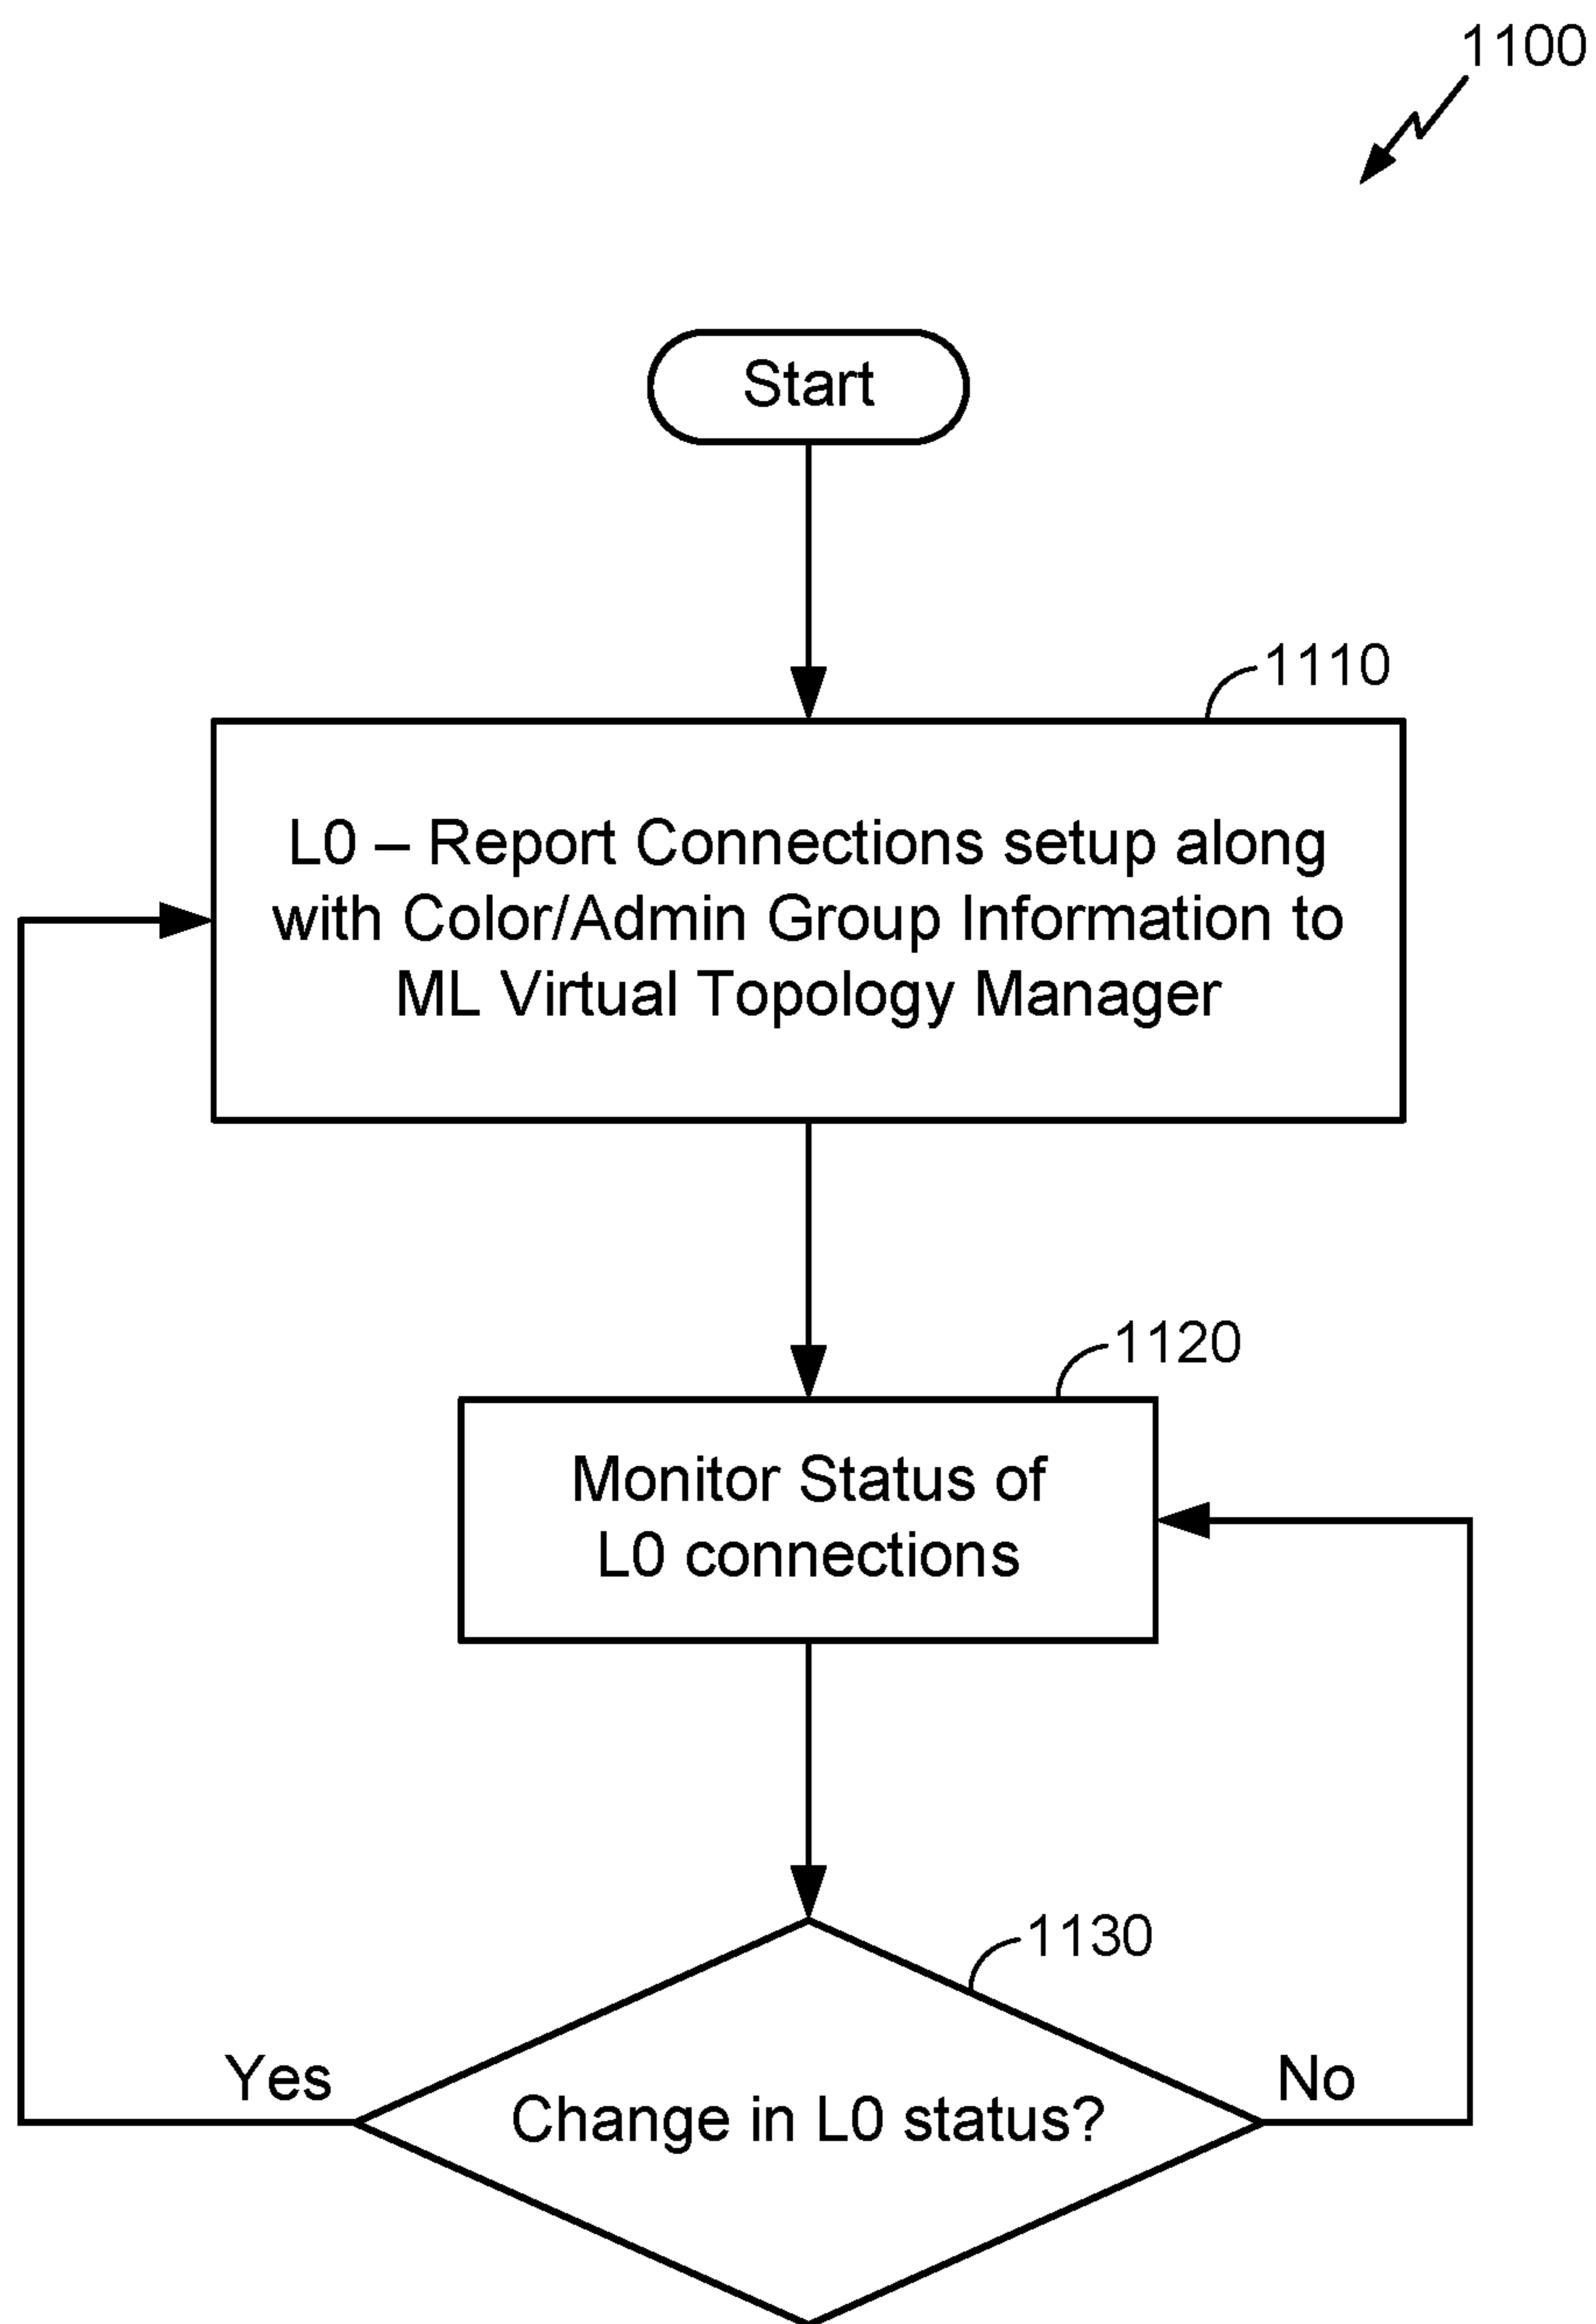 1100
Start
1110
L0 – Report Connections setup along
with Color/Admin Group Information to
ML Virtual Topology Manager
1120
Monitor Status of
L0 connections
1130
Yes
Change in L0 status?
No